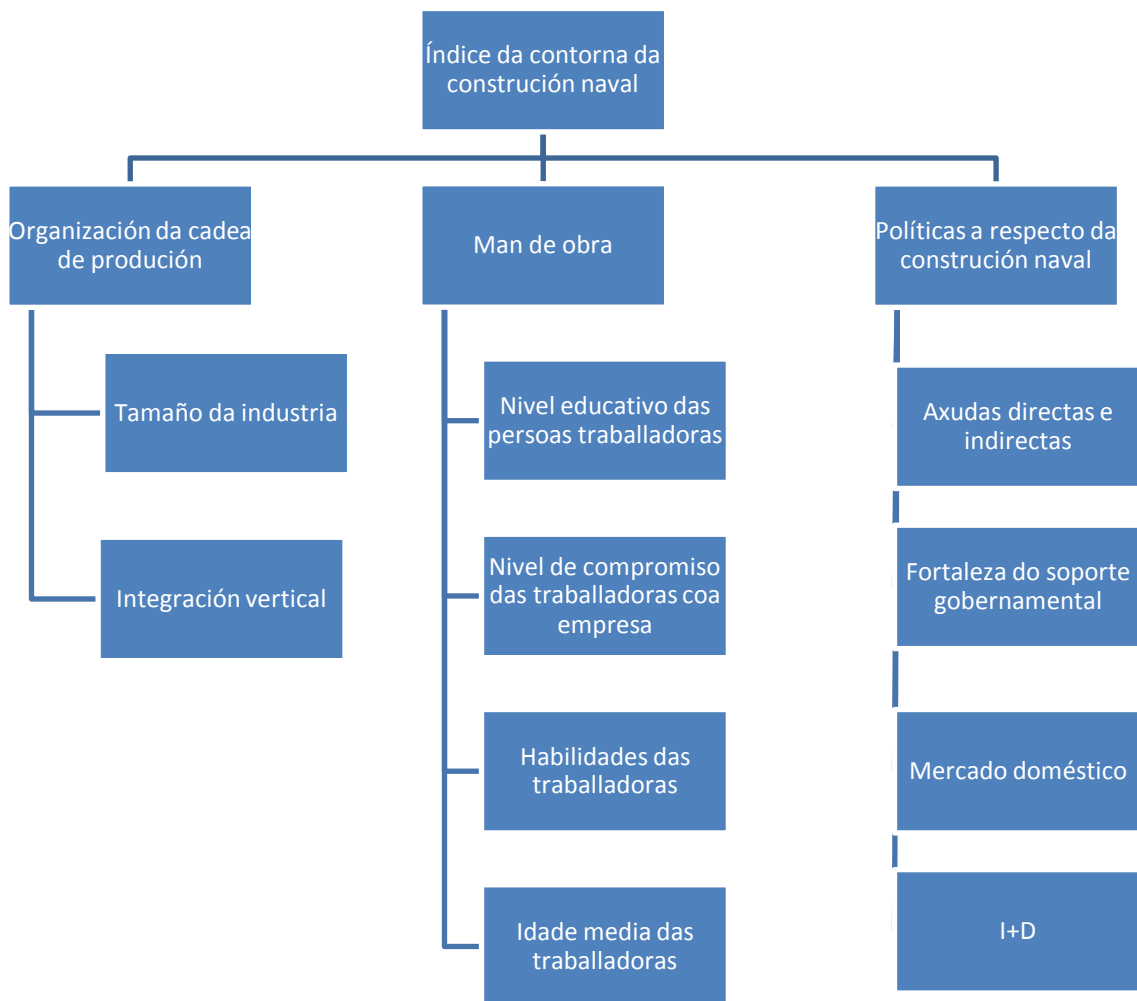 Índice da contorna da
construción naval
Organización da cadea
de produción
Man de obra
Políticas a respecto da
construción naval
Tamaño da industria
Integración vertical
Nivel educativo das
persoas traballadoras
Nivel de compromiso
das traballadoras coa
empresa
Habilidades das
traballadoras
Idade media das
traballadoras
Axudas directas e
indirectas
Fortaleza do soporte
gobernamental
Mercado doméstico
I+D